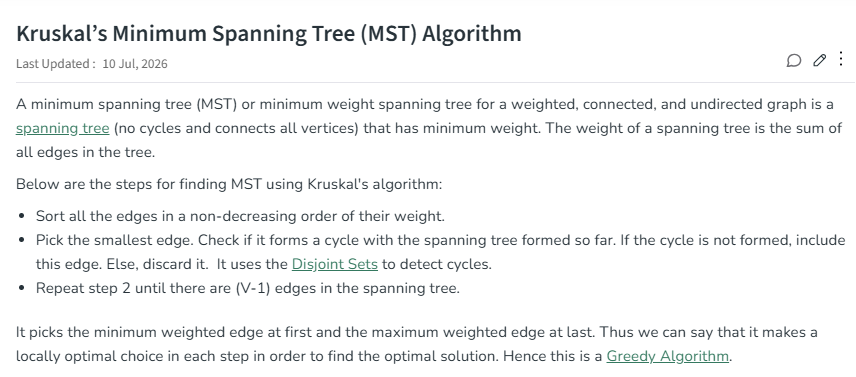 Kruskal’s Minimum Spanning Tree (MST) Algorithm
Last Updated : 10 Jul, 2026
A minimum spanning tree (MST) or minimum weight spanning tree for a weighted, connected, and undirected graph is a
spanning tree (no cycles and connects all vertices) that has minimum weight. The weight of a spanning tree is the sum of
all edges in the tree.
Below are the steps for finding MST using Kruskal's algorithm:
• Sort all the edges in a non-decreasing order of their weight.
• Pick the smallest edge. Check if it forms a cycle with the spanning tree formed so far. If the cycle is not formed, include
this edge. Else, discard it.  It uses the Disjoint Sets to detect cycles.
• Repeat step 2 until there are (V-1) edges in the spanning tree.
It picks the minimum weighted edge at first and the maximum weighted edge at last. Thus we can say that it makes a
locally optimal choice in each step in order to find the optimal solution. Hence this is a Greedy Algorithm.